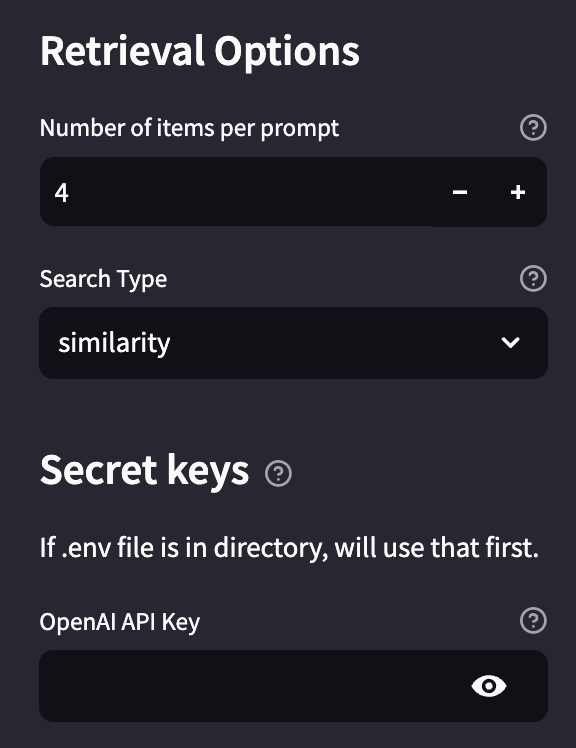 Retrieval Options
Number of items per prompt
4
Search Type
similarity
Secret keys
If .env file is in directory, will use that first.
OpenAI API Key